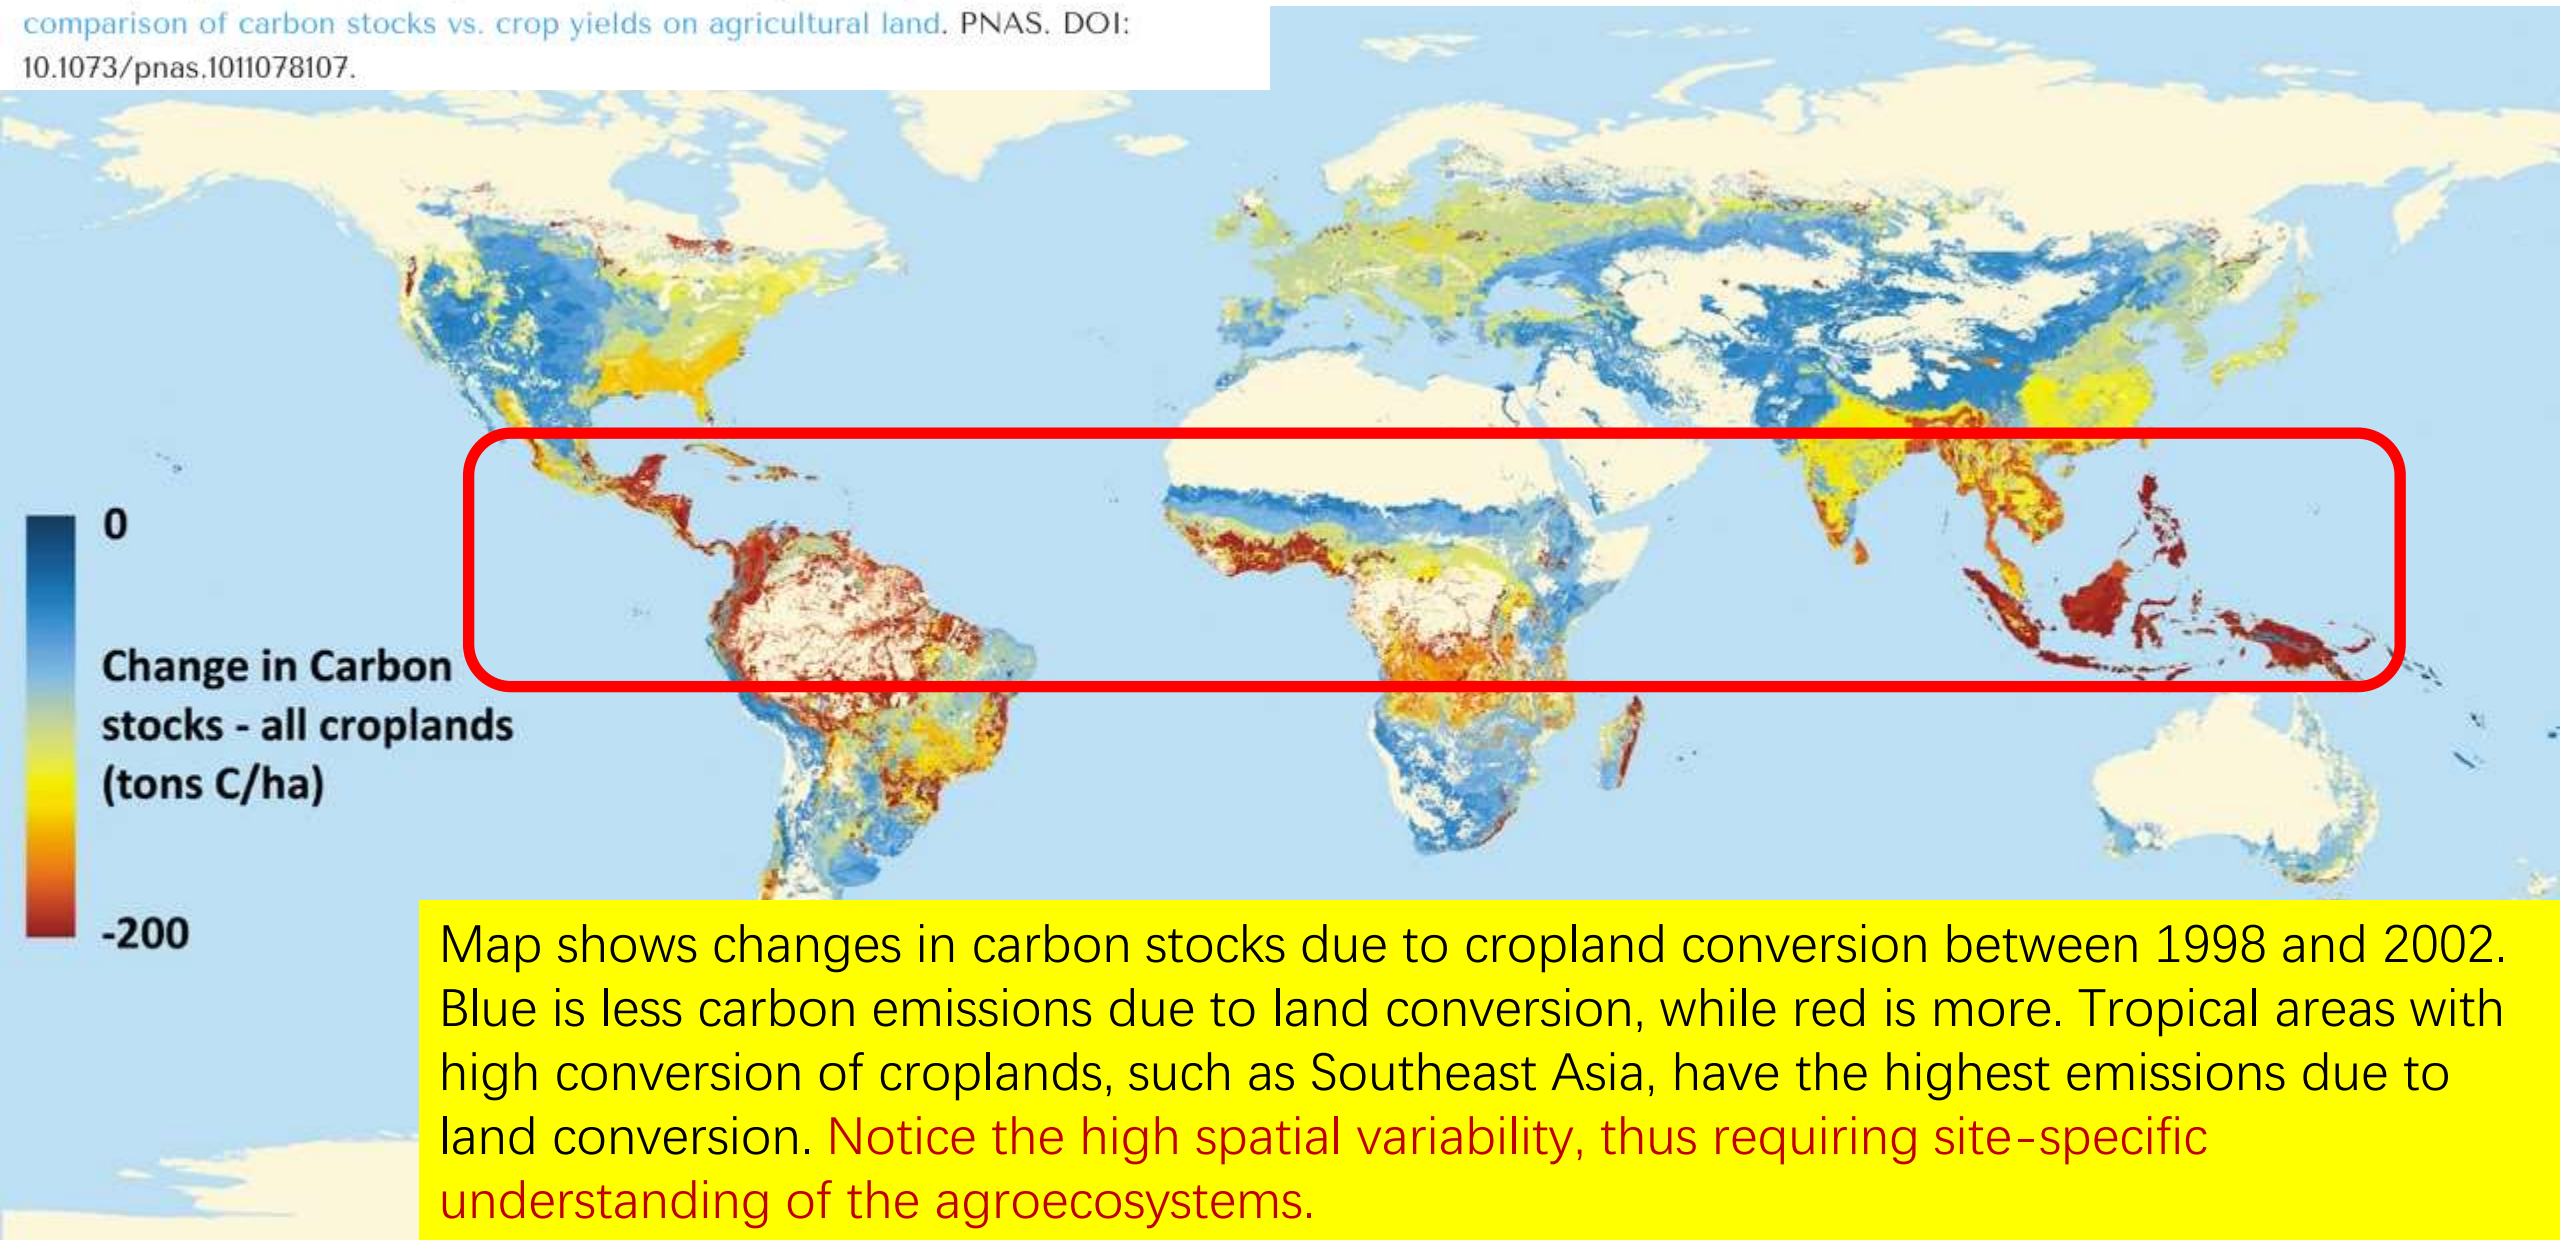 comparison of carbon stocks vs. crop yields on agricultural land. PNAS. DOI:
10.1073/pnas.1011078107.
0
Change in Carbon
stocks - all croplands
(tons C/ha)
-200
Map shows changes in carbon stocks due to cropland conversion between 1998 and 2002.
Blue is less carbon emissions due to land conversion, while red is more. Tropical areas with
high conversion of croplands, such as Southeast Asia, have the highest emissions due to
land conversion. Notice the high spatial variability, thus requiring site-specific
understanding of the agroecosystems.